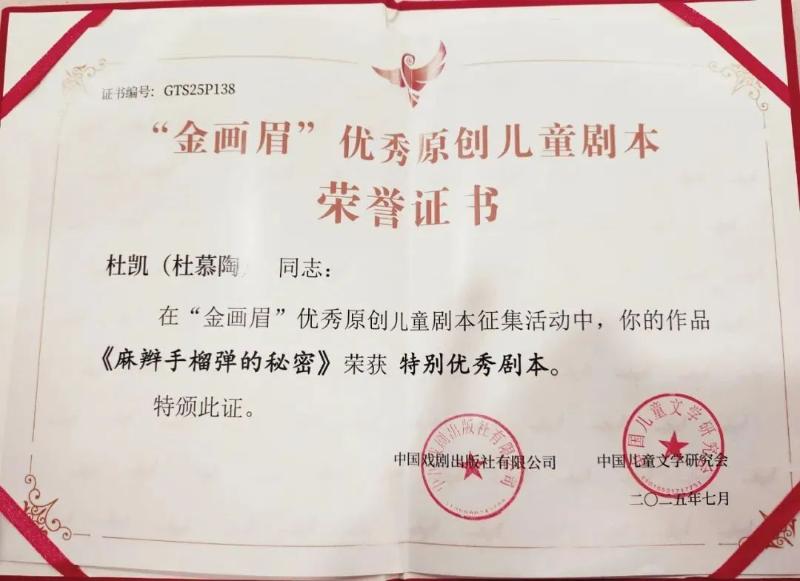 证书编号：GTS25P138
“金画眉”优秀原创儿童剧本
荣誉证书
杜凯（杜慕陶 同志：
在“金画眉”优秀原创儿童剧本征集活动中，你的作品
《麻辫手榴弹的秘密》荣获 特别优秀剧本。
特颁此证。
中国戏剧出版社有限公司 中国儿童文学研究会
二〇二五年七月